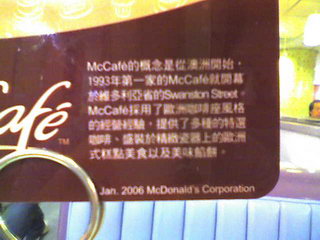 McCafé的概念是從澳洲開始，
1993年第一家的McCafé就開幕
於維多利亞省的Swanston Street。
McCafé採用了歐洲咖啡座風格
的經營經驗，提供了多種的特選
咖啡、盛裝於精緻瓷器上的歐洲
式糕點美食以及美味餡餅。
afé™
Jan. 2006 McDonald's Corporation